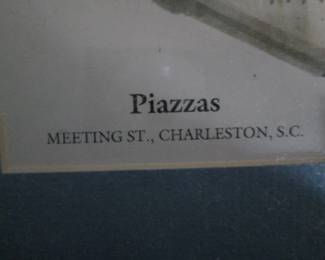 Piazzas
MEETING ST., CHARLESTON, S.C.